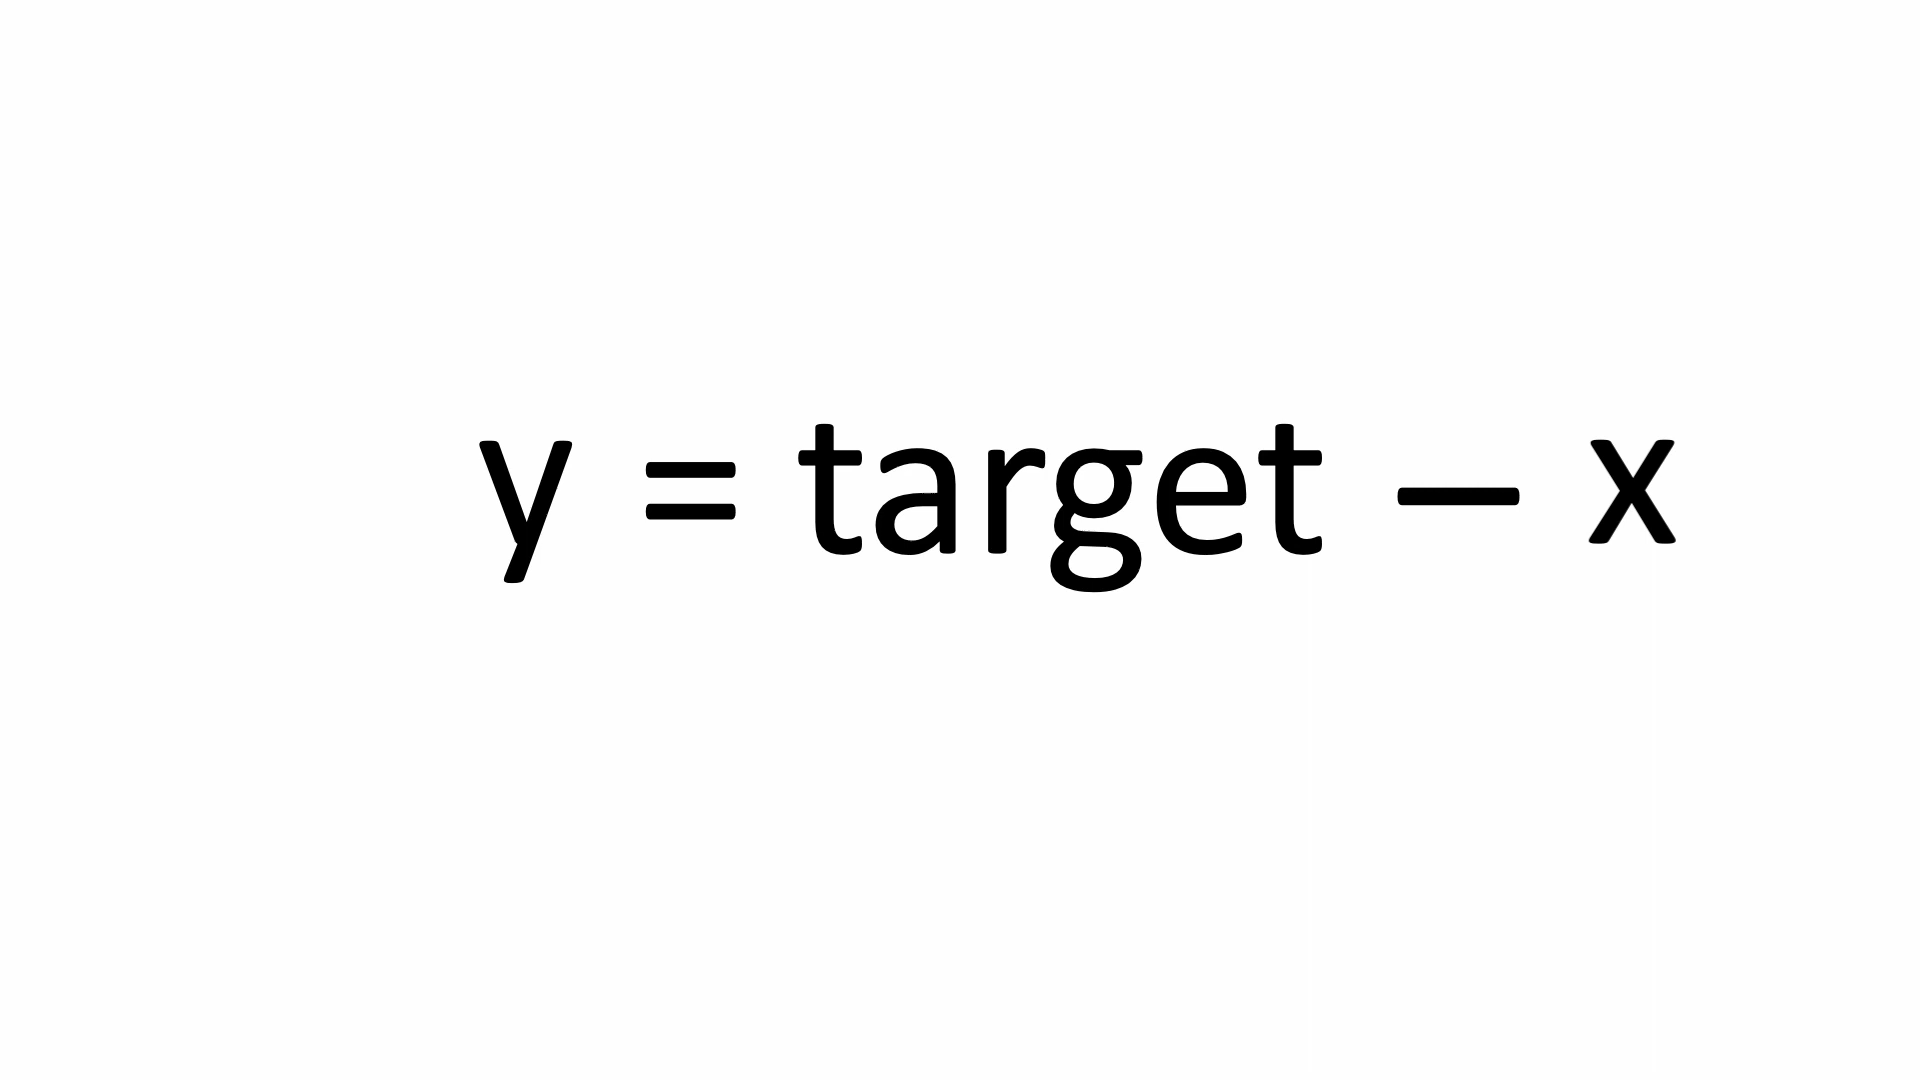 y = target – x